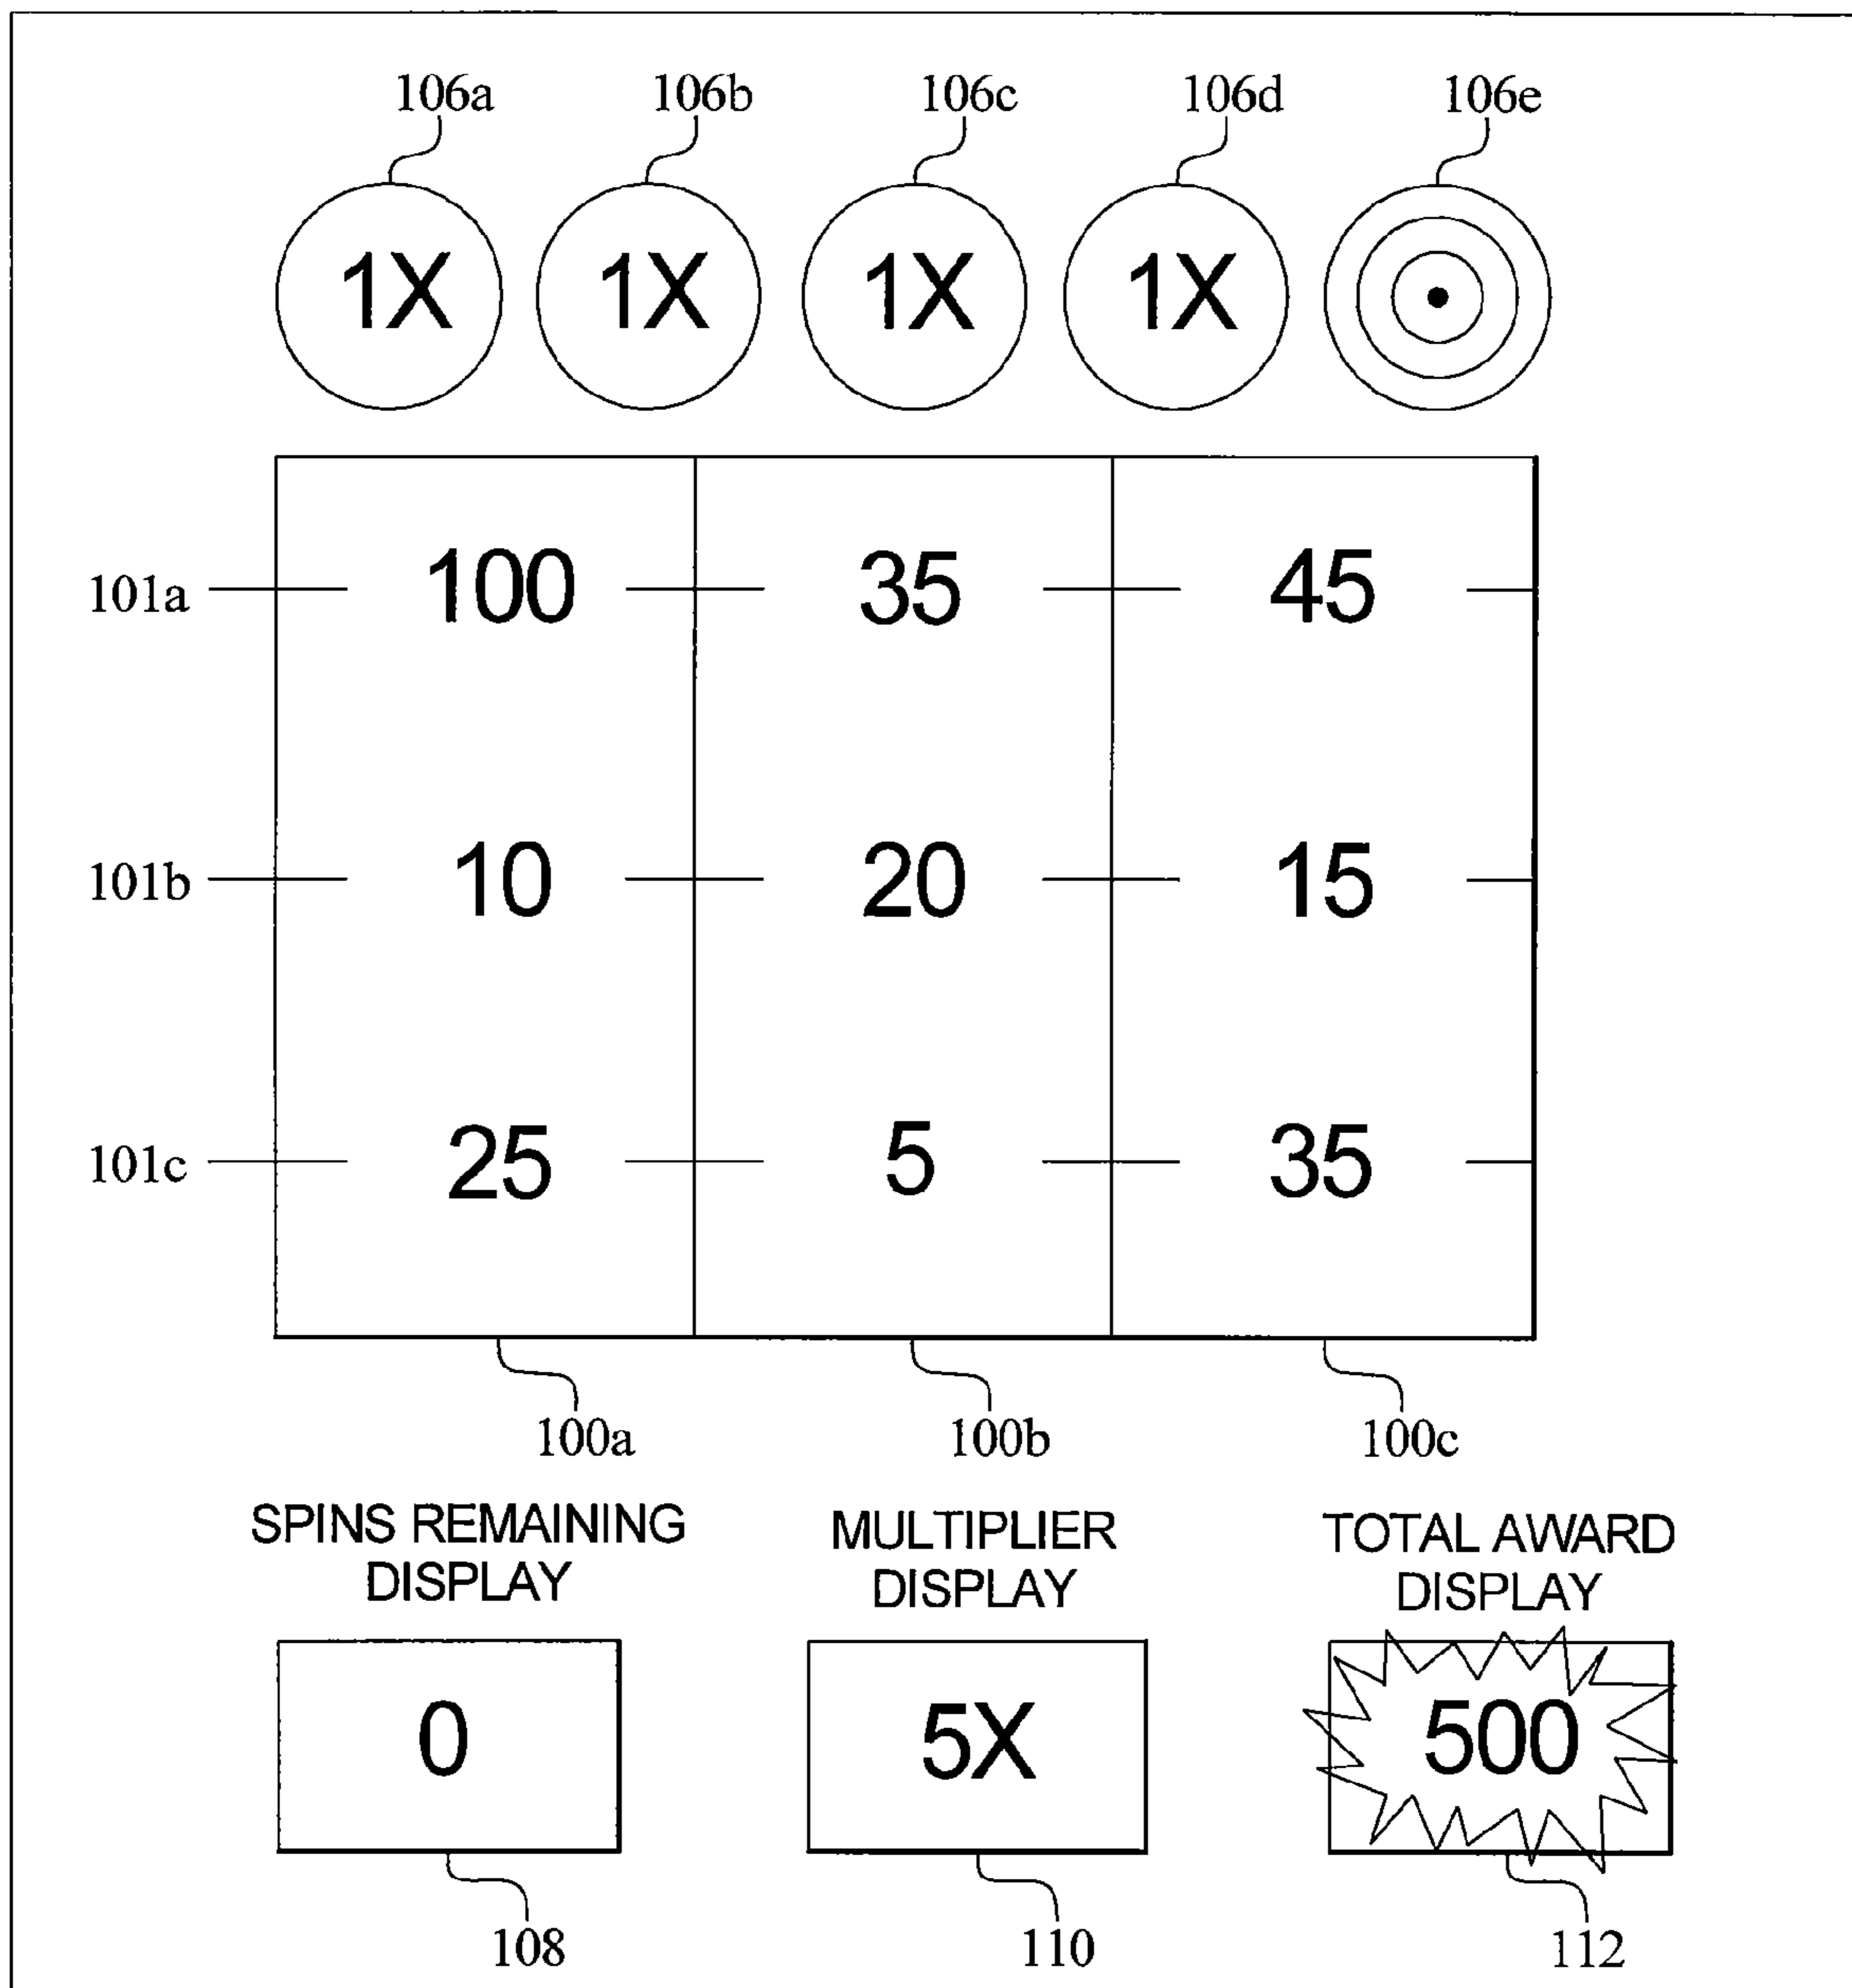 106a 106b 106c 106d 106e
1X 1X 1X 1X
101a 100 35 45
101b 10 20 15
101c 25 5 35
100a 100b 100c
SPINS REMAINING MULTIPLIER TOTAL AWARD
DISPLAY DISPLAY DISPLAY
0 5X 500
108 110 112